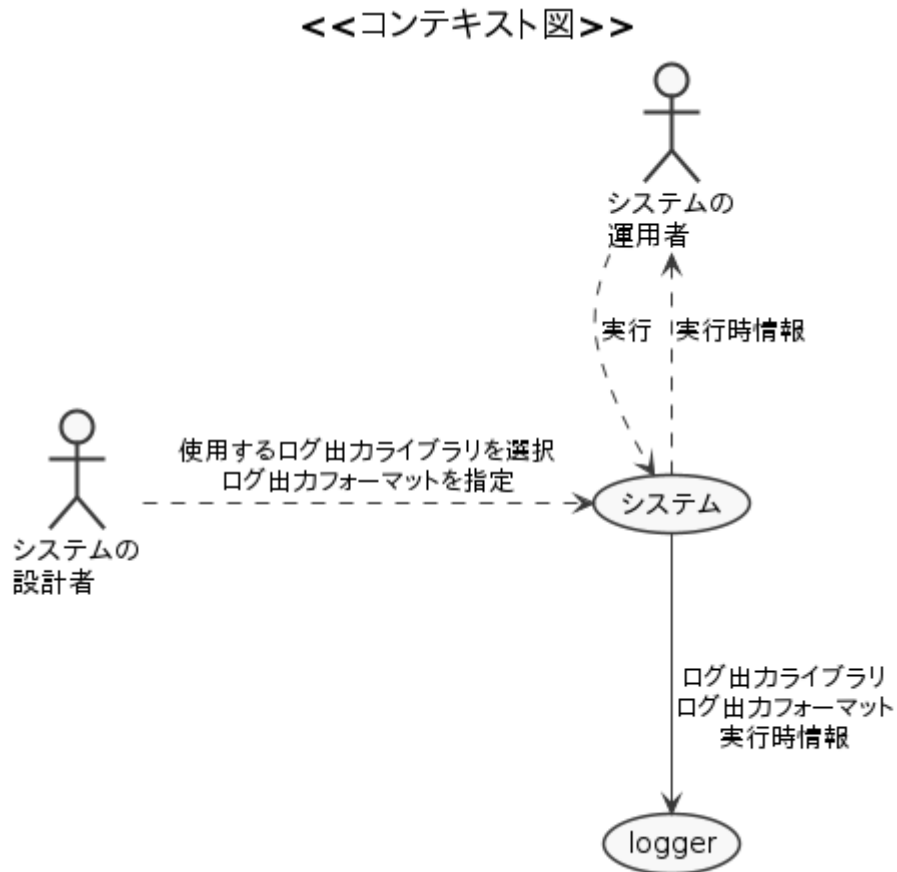 <<コンテキスト図>>
システムの
運用者
実行
実行時情報
使用するログ出力ライブラリを選択
ログ出力フォーマットを指定
システム
システムの
設計者
ログ出力ライブラリ
ログ出力フォーマット
実行時情報
logger